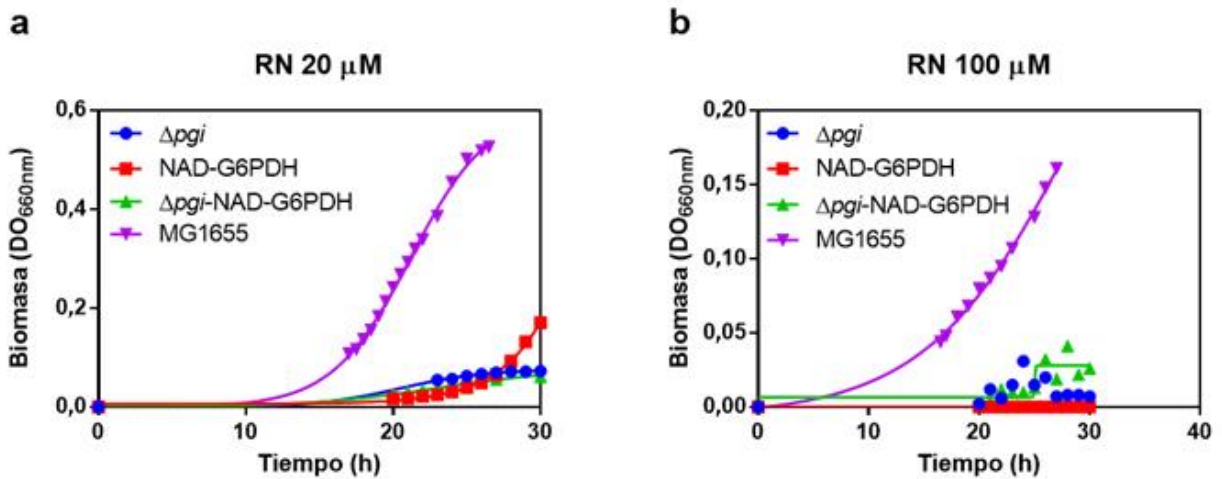 a
RN 20 μM
0,6
0,4
0,2
0,0
Biomasa (DO660nm)
Δpgi
NAD-G6PDH
Δpgi-NAD-G6PDH
MG1655
0 10 20 30
Tiempo (h)
b
RN 100 μM
0,20
0,15
0,10
0,05
0,00
Biomasa (DO660nm)
Δpgi
NAD-G6PDH
Δpgi-NAD-G6PDH
MG1655
0 10 20 30 40
Tiempo (h)